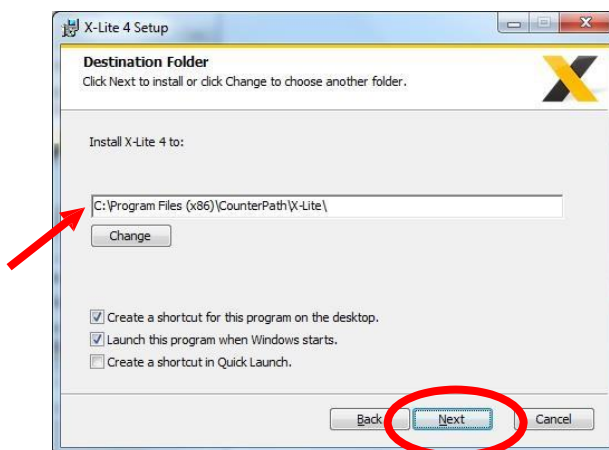 X-Lite 4 Setup
Destination Folder
Click Next to install or click Change to choose another folder.
Install X-Lite 4 to:
C:\Program Files (x86)\CounterPath\X-Lite\
Change
Create a shortcut for this program on the desktop.
Launch this program when Windows starts.
Create a shortcut in Quick Launch.
Back Next Cancel